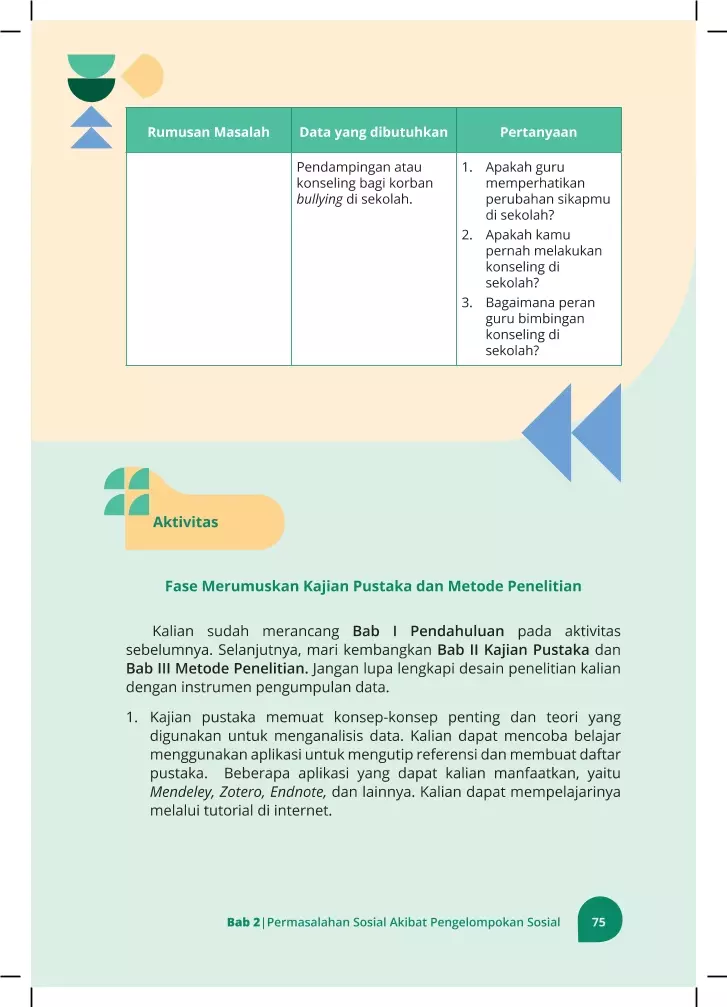 Rumusan Masalah
Data yang dibutuhkan
Pertanyaan
Pendampingan atau
konseling bagi korban
bullying di sekolah.
1. Apakah guru
memperhatikan
perubahan sikapmu
di sekolah?
2. Apakah kamu
pernah melakukan
konseling di
sekolah?
3. Bagaimana peran
guru bimbingan
konseling di
sekolah?
Aktivitas
Fase Merumuskan Kajian Pustaka dan Metode Penelitian
Kalian sudah merancang Bab I Pendahuluan pada aktivitas
sebelumnya. Selanjutnya, mari kembangkan Bab II Kajian Pustaka dan
Bab III Metode Penelitian. Jangan lupa lengkapi desain penelitian kalian
dengan instrumen pengumpulan data.
1. Kajian pustaka memuat konsep-konsep penting dan teori yang
digunakan untuk menganalisis data. Kalian dapat mencoba belajar
menggunakan aplikasi untuk mengutip referensi dan membuat daftar
pustaka. Beberapa aplikasi yang dapat kalian manfaatkan, yaitu
Mendeley, Zotero, Endnote, dan lainnya. Kalian dapat mempelajarinya
melalui tutorial di internet.
Bab 2|Permasalahan Sosial Akibat Pengelompokan Sosial
75